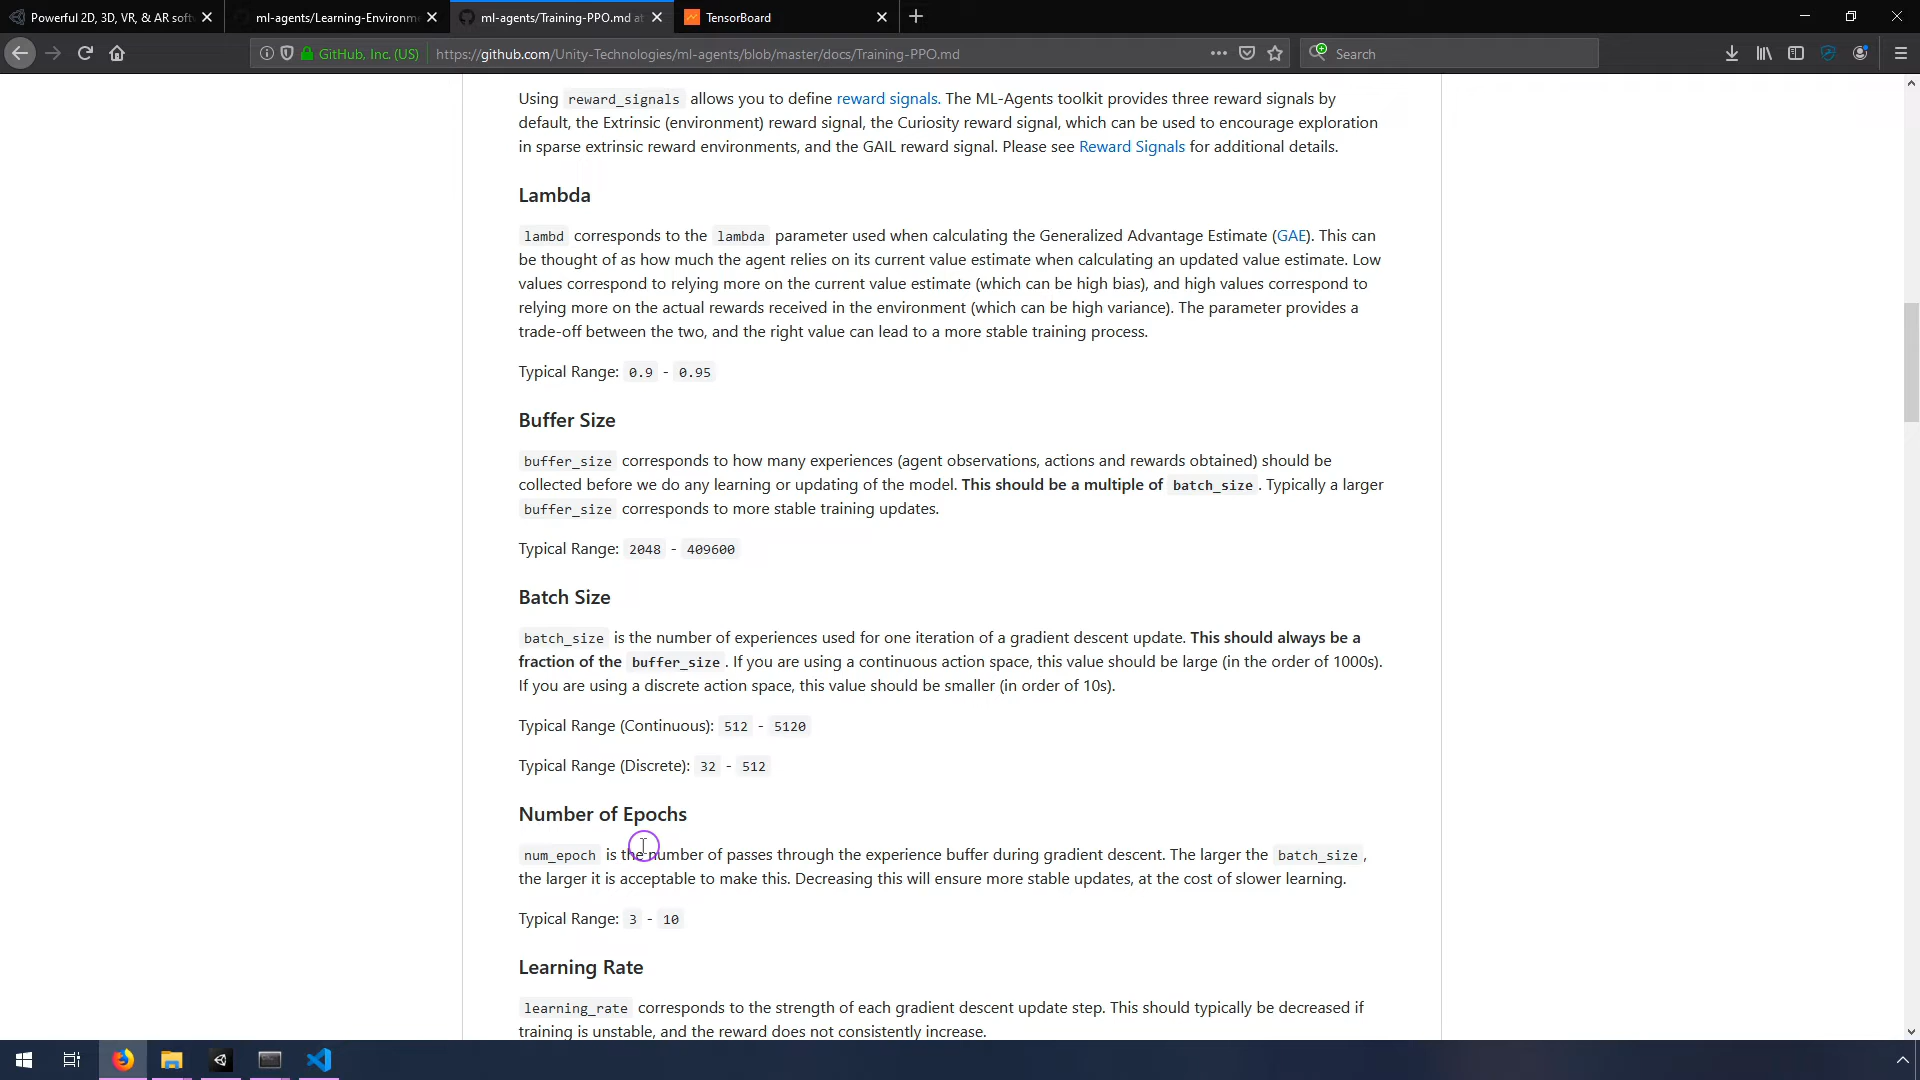 Powerful 2D, 3D, VR, & AR soft
ml-agents/Learning-Environm
ml-agents/Training-PPO.md at
TensorBoard
GitHub, Inc. (US)
https://github.com/Unity-Technologies/ml-agents/blob/master/docs/Training-PPO.md
Search
Using reward_signals allows you to define reward signals. The ML-Agents toolkit provides three reward signals by
default, the Extrinsic (environment) reward signal, the Curiosity reward signal, which can be used to encourage exploration
in sparse extrinsic reward environments, and the GAIL reward signal. Please see Reward Signals for additional details.
Lambda
lambd corresponds to the lambda parameter used when calculating the Generalized Advantage Estimate (GAE). This can
be thought of as how much the agent relies on its current value estimate when calculating an updated value estimate. Low
values correspond to relying more on the current value estimate (which can be high bias), and high values correspond to
relying more on the actual rewards received in the environment (which can be high variance). The parameter provides a
trade-off between the two, and the right value can lead to a more stable training process.
Typical Range: 0.9 - 0.95
Buffer Size
buffer_size corresponds to how many experiences (agent observations, actions and rewards obtained) should be
collected before we do any learning or updating of the model. This should be a multiple of batch_size. Typically a larger
buffer_size corresponds to more stable training updates.
Typical Range: 2048 - 409600
Batch Size
batch_size is the number of experiences used for one iteration of a gradient descent update. This should always be a
fraction of the buffer_size. If you are using a continuous action space, this value should be large (in the order of 1000s).
If you are using a discrete action space, this value should be smaller (in order of 10s).
Typical Range (Continuous): 512 - 5120
Typical Range (Discrete): 32 - 512
Number of Epochs
num_epoch is the number of passes through the experience buffer during gradient descent. The larger the batch_size,
the larger it is acceptable to make this. Decreasing this will ensure more stable updates, at the cost of slower learning.
Typical Range: 3 - 10
Learning Rate
learning_rate corresponds to the strength of each gradient descent update step. This should typically be decreased if
training is unstable, and the reward does not consistently increase.